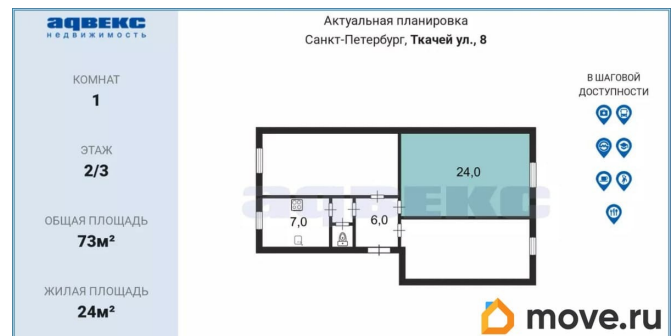 адвекс
НЕДВИЖИМОСТЬ
КОМНАТ
1
ЭТАЖ
2/3
ОБЩАЯ ПЛОЩАДЬ
73м²
ЖИЛАЯ ПЛОЩАДЬ
24м²
Актуальная планировка
Санкт-Петербург, Ткачей ул., 8
24,0
7,0
6,0
адвекс
В ШАГОВОЙ
ДОСТУПНОСТИ
move.ru